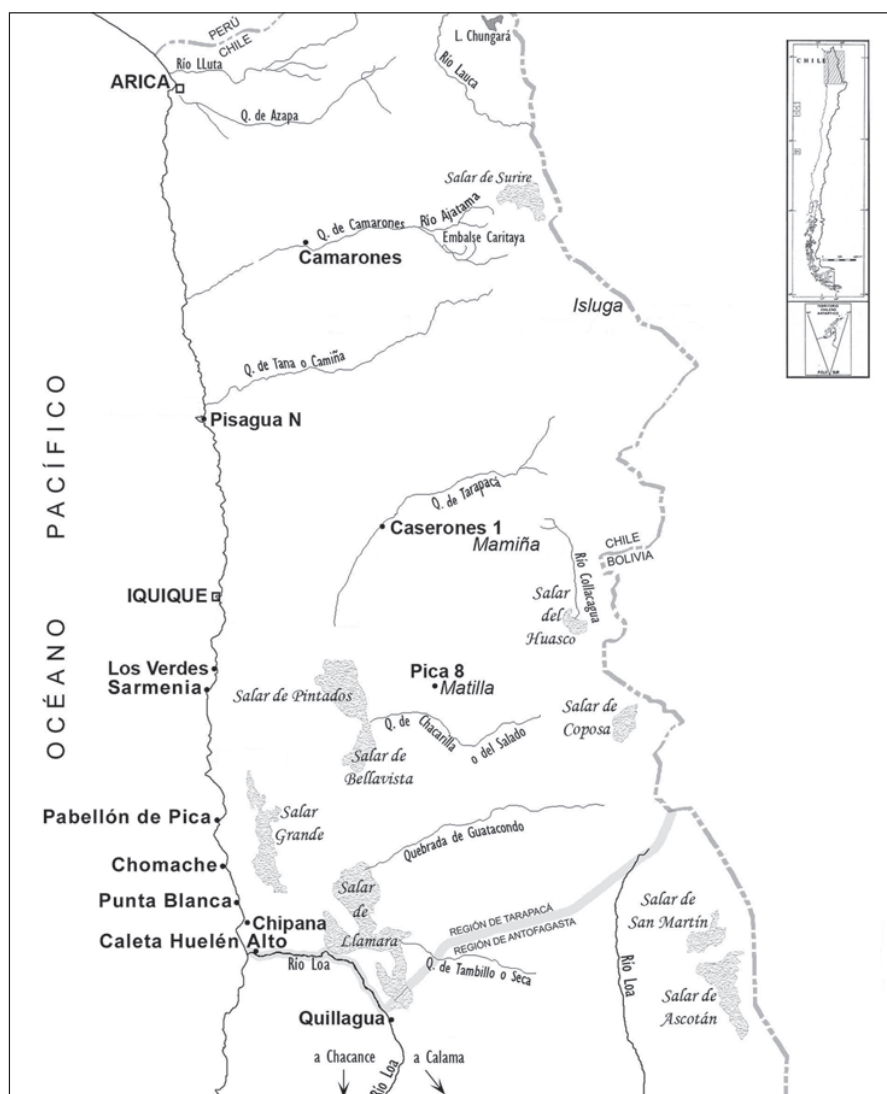 PERÚ
CHILE
L. Chungará
Río LLuta
Río Lauca
ARICA
Q. de Azapa
CHILE
Salar de Surire
Río Ajatama
Q. de Camarones
Embalse Caritaya
Camarones
Isluga
TERRITORIO
CHILENO
ANTÁRTICO
POLO SUR
Q. de Tana o Camiña
OCÉANO PACÍFICO
Pisagua N
Q. de Tarapacá
Caserones 1
Mamiña
CHILE
BOLIVIA
Río Collacagua
IQUIQUE
Salar
del
Huasco
Los Verdes
Sarmenia
Pica 8
Matilla
Salar de Pintados
Salar de
Coposa
Q. de Chacarilla o del Salado
Salar de
Bellavista
Pabellón de Pica
Salar
Grande
Quebrada de Guatacondo
Chomache
Salar
de
Llamara
Punta Blanca
Salar de
San Martín
Chipana
REGIÓN DE TARAPACÁ
REGIÓN DE ANTOFAGASTA
Caleta Huelén Alto
Río Loa
Q. de Tambillo o Seca
Río Loa
Salar de
Ascotán
Quillagua
a Chacance
a Calama
Río Loa